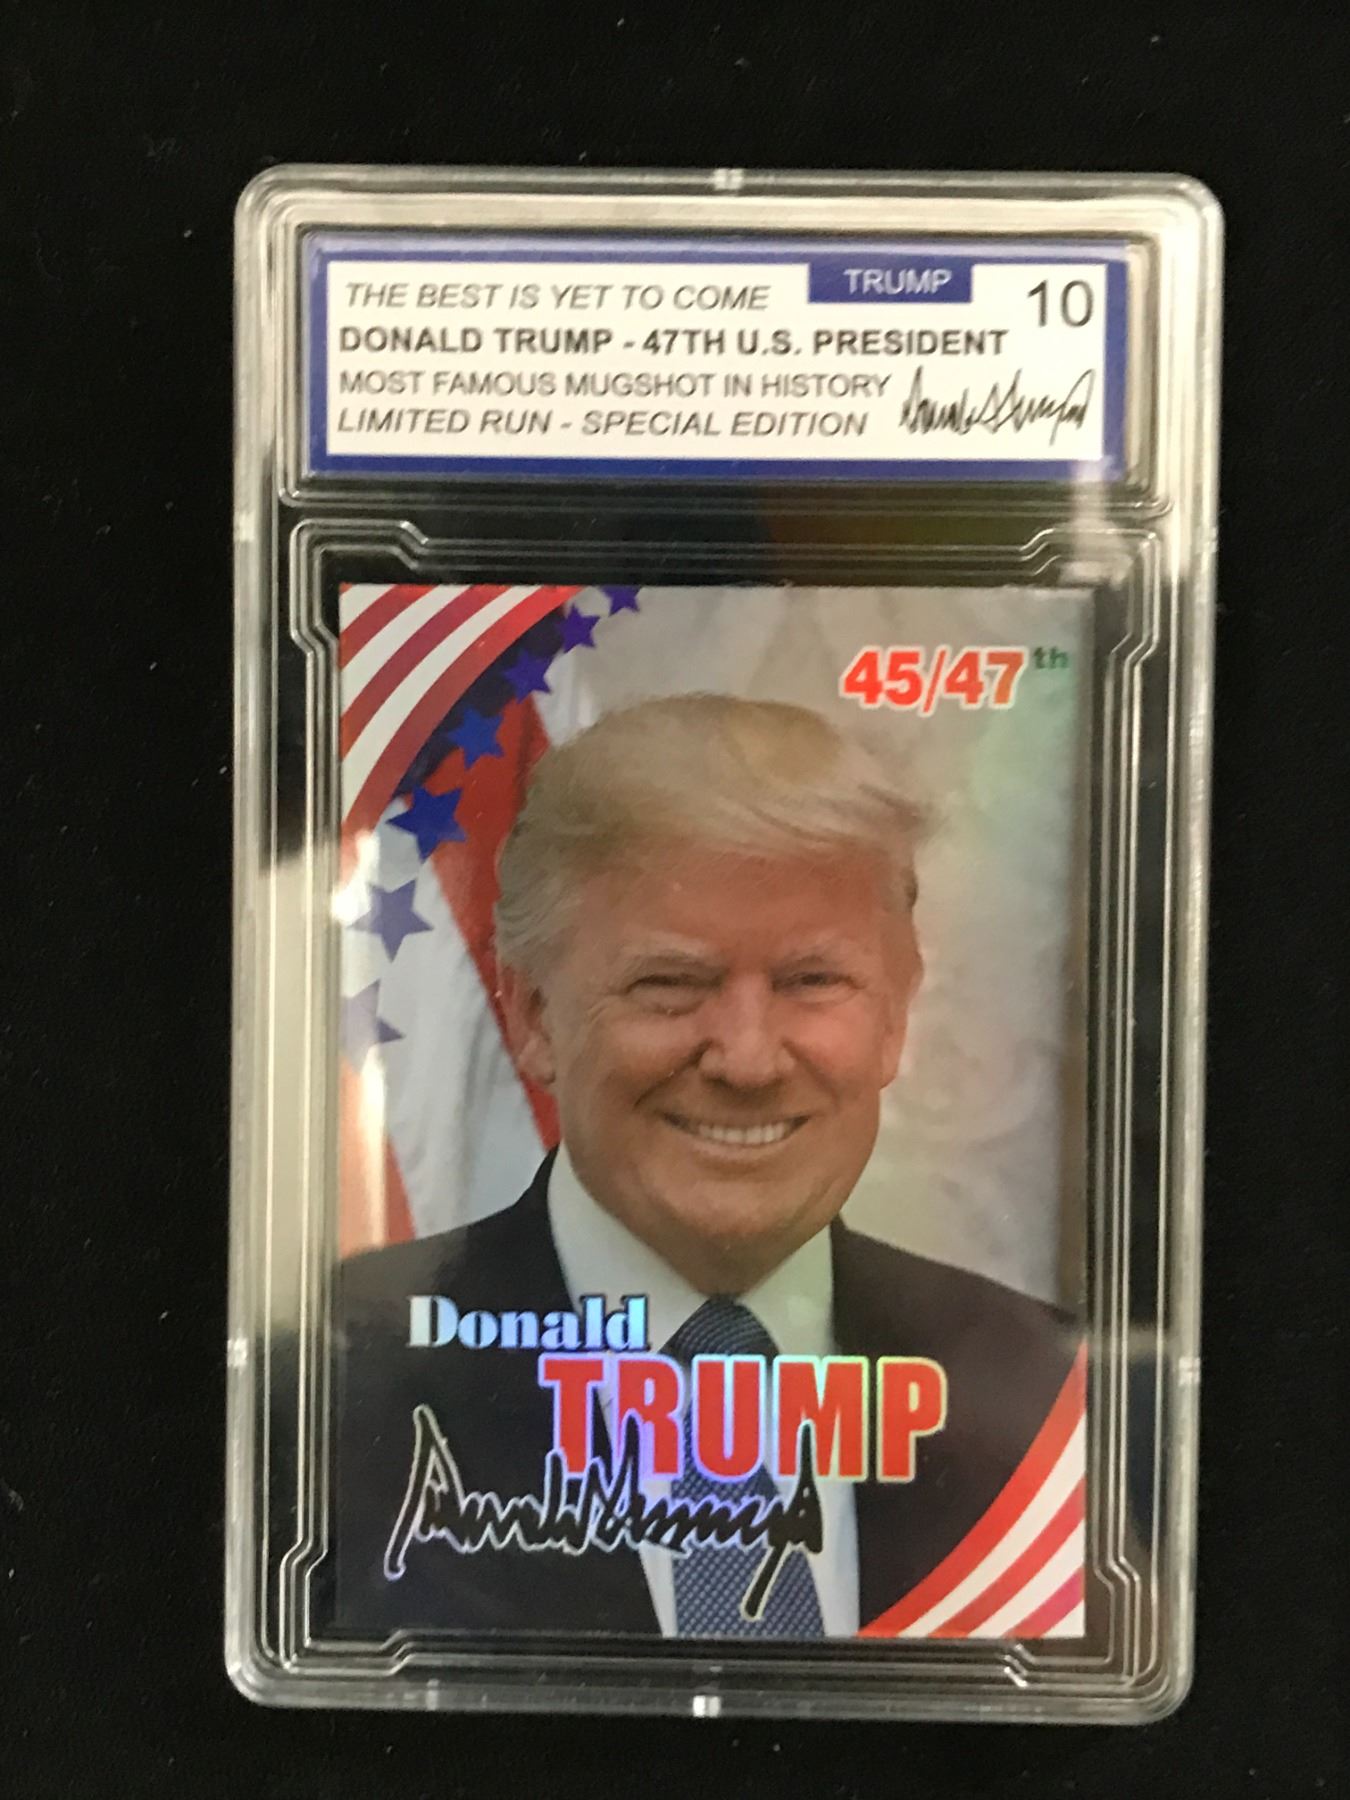 THE BEST IS YET TO COME
TRUMP
10
DONALD TRUMP - 47TH U.S. PRESIDENT
MOST FAMOUS MUGSHOT IN HISTORY
LIMITED RUN - SPECIAL EDITION
45/47th
Donald
TRUMP